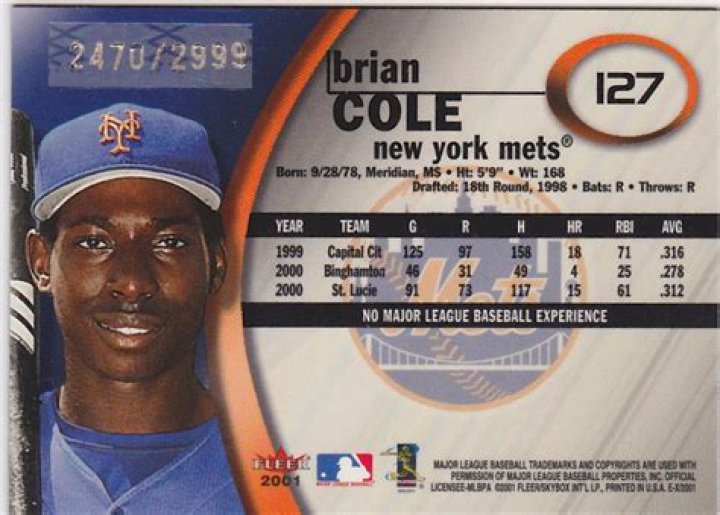 2470/2999
127
brian
COLE
new york mets®
Born: 9/28/78, Meridian, MS • Ht: 5'9" • Wt: 168
Drafted: 18th Round, 1998 • Bats: R • Throws: R
YEAR TEAM G R H HR RBI AVG
1999 Capital Cit 125 97 158 18 71 .316
2000 Binghamton 46 31 49 4 25 .278
2000 St. Lucie 91 73 117 15 61 .312
NO MAJOR LEAGUE BASEBALL EXPERIENCE
Mets
NY
FLEER
2001
MAJOR LEAGUE BASEBALL TRADEMARKS AND COPYRIGHTS ARE USED WITH
PERMISSION OF MAJOR LEAGUE BASEBALL PROPERTIES, INC. OFFICIAL
LICENSEE-MLBPA ©2001 FLEER/SKYBOX INT'L LP., PRINTED IN U.S.A. E-X/2001